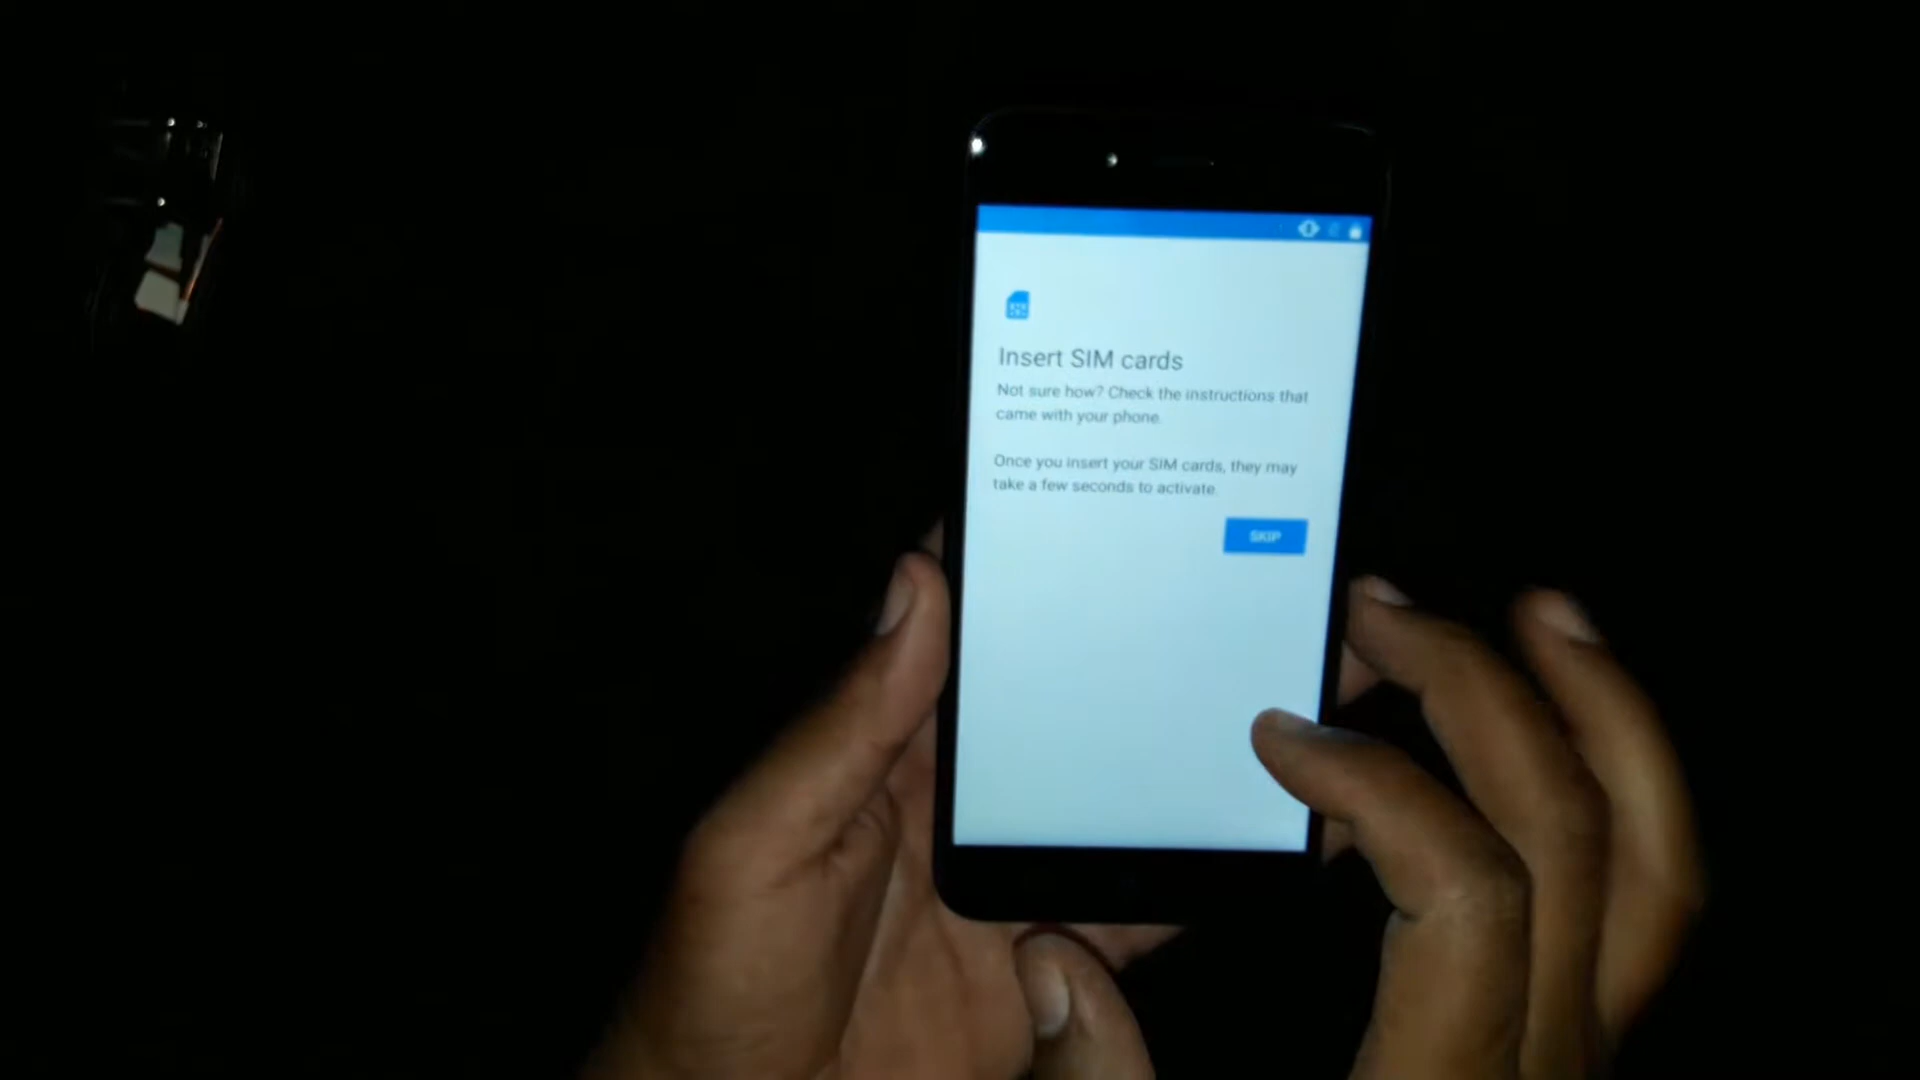 Insert SIM cards
Not sure how? Check the instructions that
came with your phone.
Once you insert your SIM cards, they may
take a few seconds to activate.
SKIP